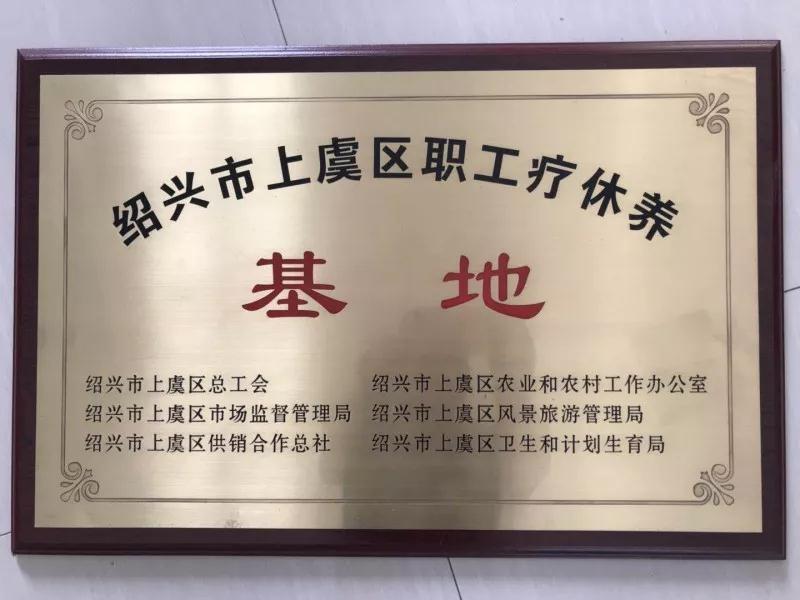 绍兴市上虞区职工疗休养
基地
绍兴市上虞区总工会
绍兴市上虞区农业和农村工作办公室
绍兴市上虞区市场监督管理局
绍兴市上虞区风景旅游管理局
绍兴市上虞区供销合作总社
绍兴市上虞区卫生和计划生育局